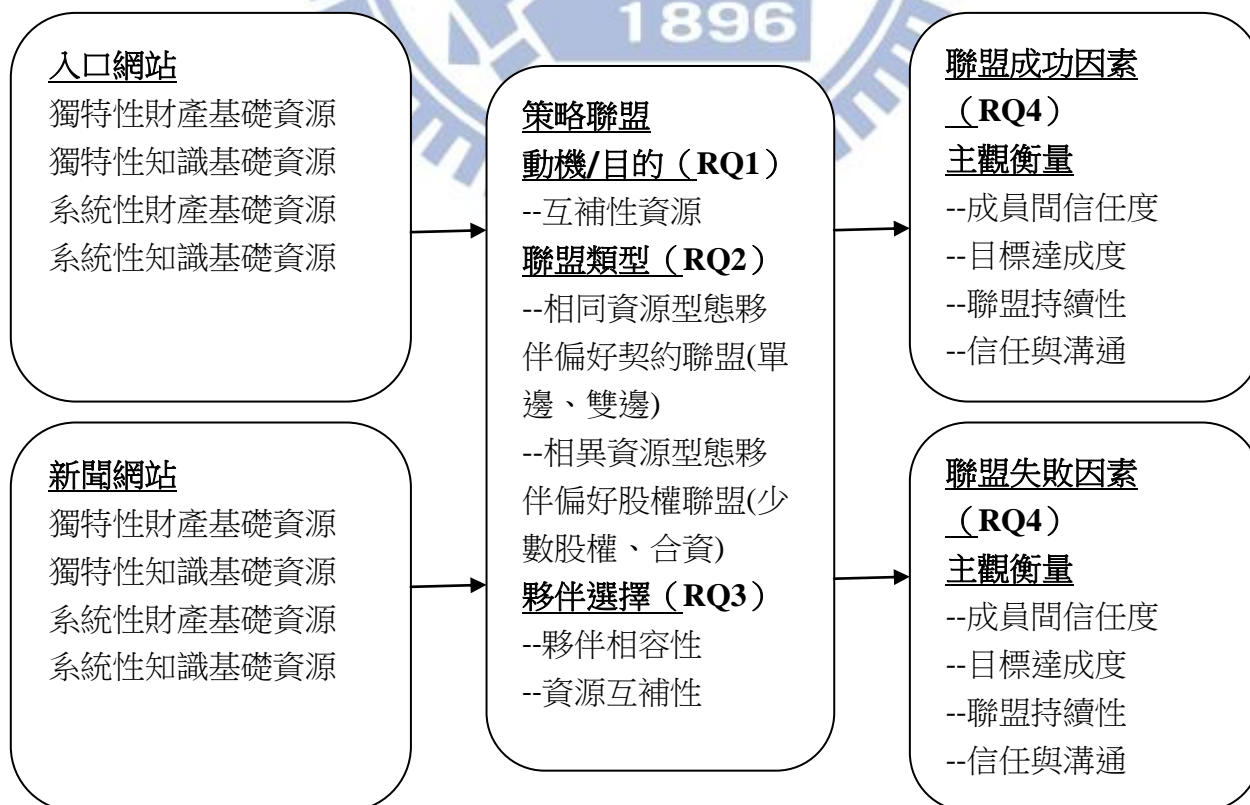 1896
入口網站
獨特性財產基礎資源
獨特性知識基礎資源
系統性財產基礎資源
系統性知識基礎資源
新聞網站
獨特性財產基礎資源
獨特性知識基礎資源
系統性財產基礎資源
系統性知識基礎資源
策略聯盟
動機/目的（RQ1）
--互補性資源
聯盟類型（RQ2）
--相同資源型態夥
伴偏好契約聯盟(單
邊、雙邊)
--相異資源型態夥
伴偏好股權聯盟(少
數股權、合資)
夥伴選擇（RQ3）
--夥伴相容性
--資源互補性
聯盟成功因素
（RQ4）
主觀衡量
--成員間信任度
--目標達成度
--聯盟持續性
--信任與溝通
聯盟失敗因素
（RQ4）
主觀衡量
--成員間信任度
--目標達成度
--聯盟持續性
--信任與溝通